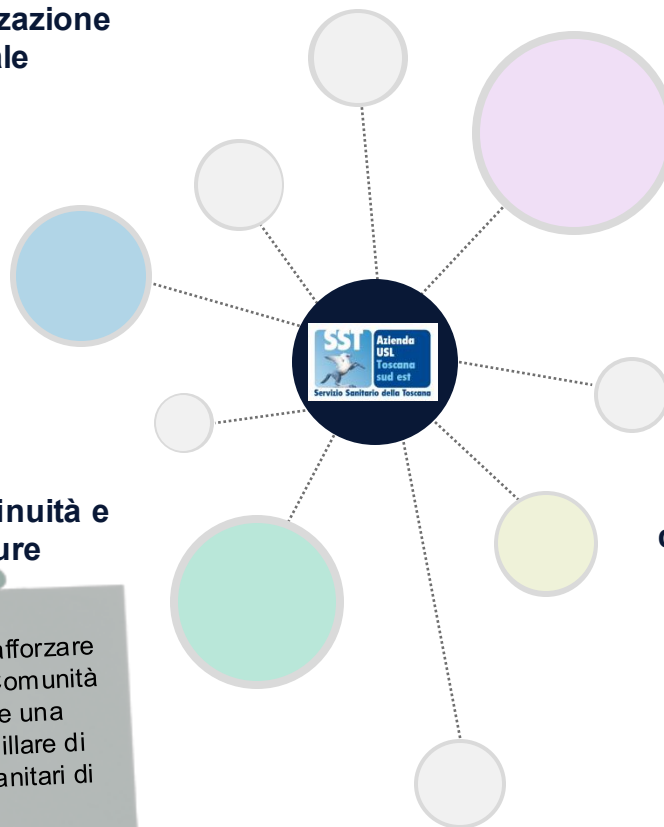 zazione
ale
SST
Azienda
USL
Toscana
sud est
Servizio Sanitario della Toscana
inuità e
ure
afforzare
omunità
e una
illare di
anitari di